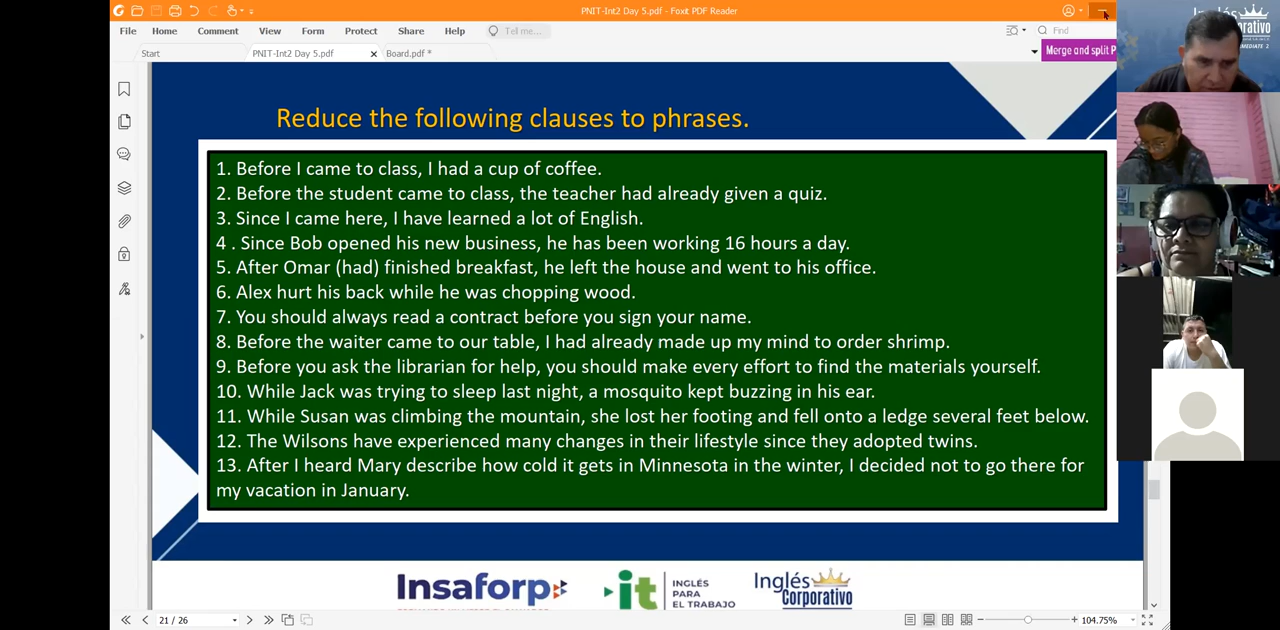 PNIT-Int2 Day 5.pdf - Foxit PDF Reader
File Home Comment View Form Protect Share Help Tell me... Find
Start PNIT-Int2 Day 5.pdf Board.pdf * Merge and split P
Reduce the following clauses to phrases.
1. Before I came to class, I had a cup of coffee.
2. Before the student came to class, the teacher had already given a quiz.
3. Since I came here, I have learned a lot of English.
4 . Since Bob opened his new business, he has been working 16 hours a day.
5. After Omar (had) finished breakfast, he left the house and went to his office.
6. Alex hurt his back while he was chopping wood.
7. You should always read a contract before you sign your name.
8. Before the waiter came to our table, I had already made up my mind to order shrimp.
9. Before you ask the librarian for help, you should make every effort to find the materials yourself.
10. While Jack was trying to sleep last night, a mosquito kept buzzing in his ear.
11. While Susan was climbing the mountain, she lost her footing and fell onto a ledge several feet below.
12. The Wilsons have experienced many changes in their lifestyle since they adopted twins.
13. After I heard Mary describe how cold it gets in Minnesota in the winter, I decided not to go there for
my vacation in January.
Insaforp
it
INGLÉS
PARA
EL TRABAJO
Inglés
Corporativo
21 / 26
104.75%